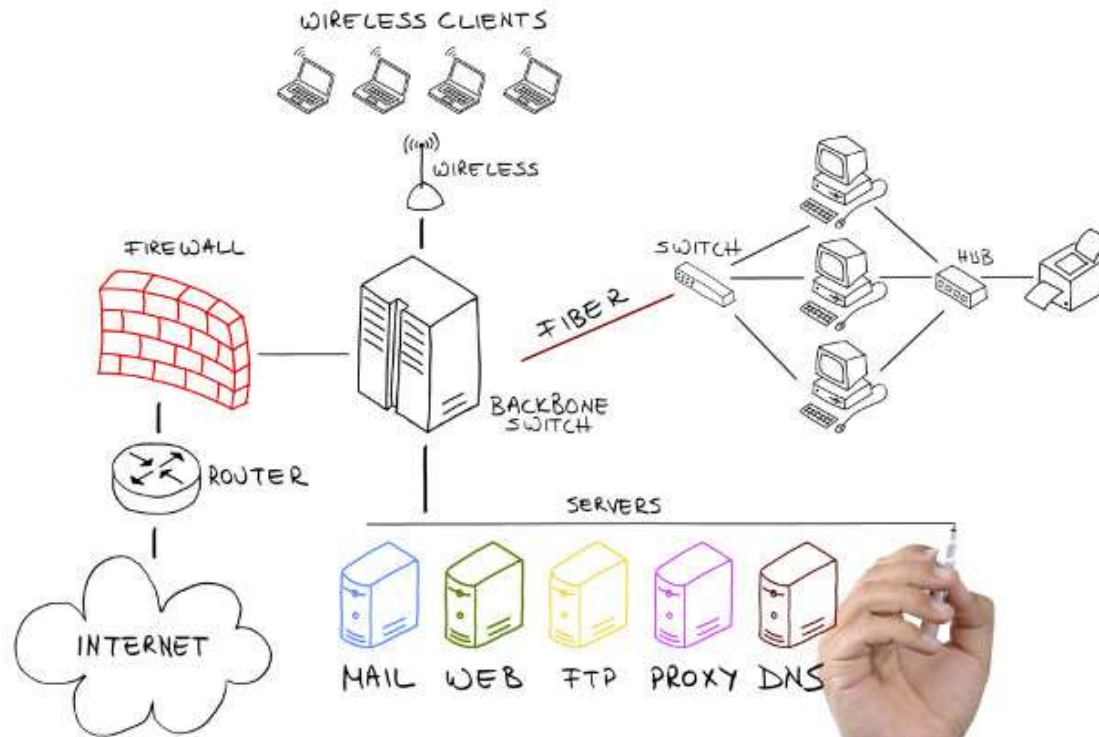 WIRELESS CLIENTS
WIRELESS
FIREWALL
SWITCH
HUB
FIBER
BACKBONE
SWITCH
ROUTER
SERVERS
INTERNET
MAIL WEB FTP PROXY DNS